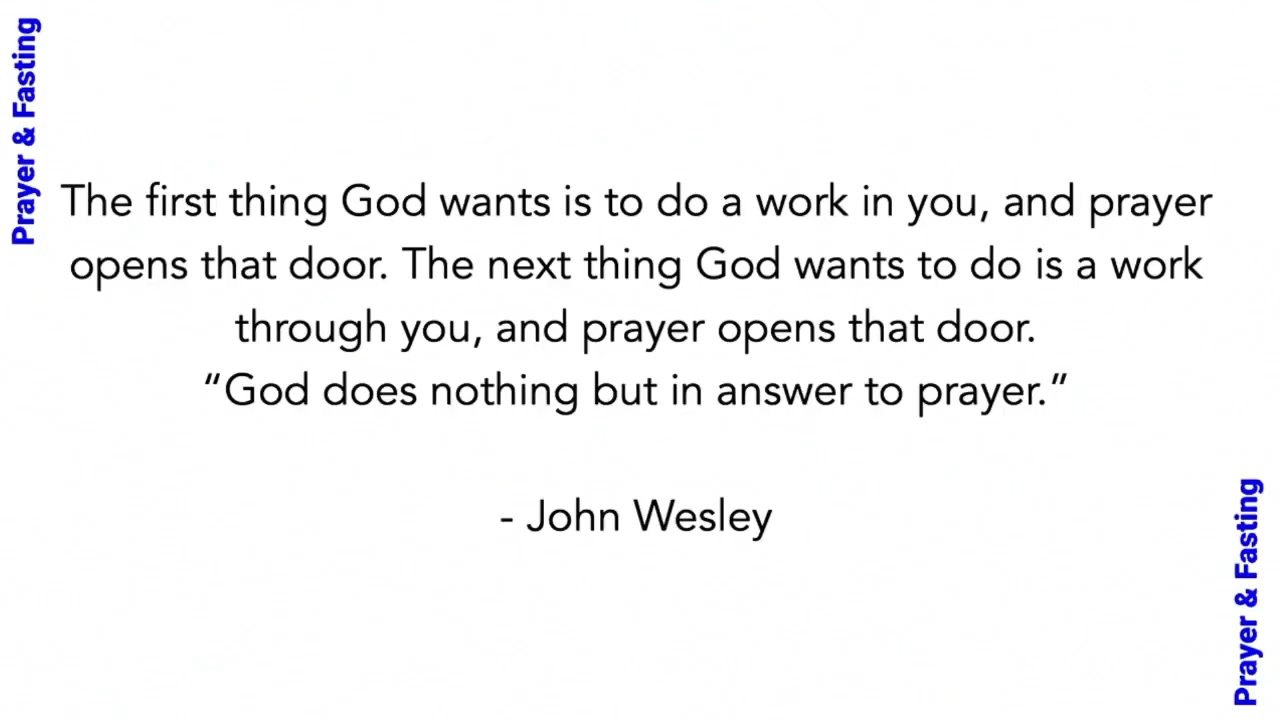 Prayer & Fasting
The first thing God wants is to do a work in you, and prayer
opens that door. The next thing God wants to do is a work
through you, and prayer opens that door.
“God does nothing but in answer to prayer.”
- John Wesley
Prayer & Fasting